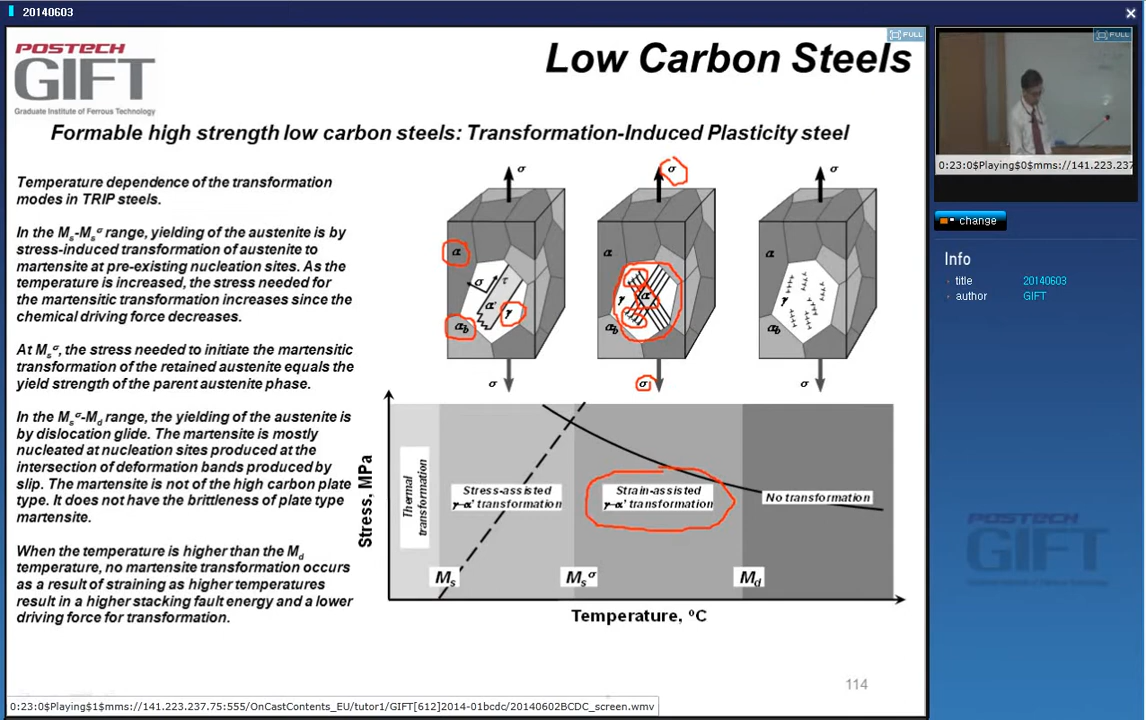 20140603
FULL
POSTECH
GIFT
Graduate Institute of Ferrous Technology
Low Carbon Steels
Formable high strength low carbon steels: Transformation-Induced Plasticity steel
Temperature dependence of the transformation
modes in TRIP steels.
In the Ms-Msσ range, yielding of the austenite is by
stress-induced transformation of austenite to
martensite at pre-existing nucleation sites. As the
temperature is increased, the stress needed for
the martensitic transformation increases since the
chemical driving force decreases.
At Msσ, the stress needed to initiate the martensitic
transformation of the retained austenite equals the
yield strength of the parent austenite phase.
In the Msσ-Md range, the yielding of the austenite is
by dislocation glide. The martensite is mostly
nucleated at nucleation sites produced at the
intersection of deformation bands produced by
slip. The martensite is not of the high carbon plate
type. It does not have the brittleness of plate type
martensite.
When the temperature is higher than the Md
temperature, no martensite transformation occurs
as a result of straining as higher temperatures
result in a higher stacking fault energy and a lower
driving force for transformation.
σ
α
σ τ
α' γ
αb
σ
σ
α
γ α'
αb
σ
σ
α
γ
αb
σ
Stress, MPa
Thermal
transformation
Stress-assisted
γ-α' transformation
Strain-assisted
γ-α' transformation
No transformation
Ms
Msσ
Md
Temperature, ºC
114
0:23:0$Playing$1$mms://141.223.237.75:555/OnCastContents_EU/tutor1/GIFT[612]2014-01bcdc/20140602BCDC_screen.wmv
FULL
0:23:0$Playing$0$mms://141.223.237
change
Info
title 20140603
author GIFT
POSTECH
GIFT